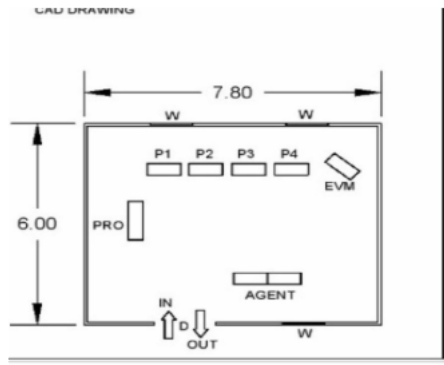 CAD DRAWING
7.80
W W
P1 P2 P3 P4
EVM
6.00
PRO
AGENT
IN
D
OUT
W